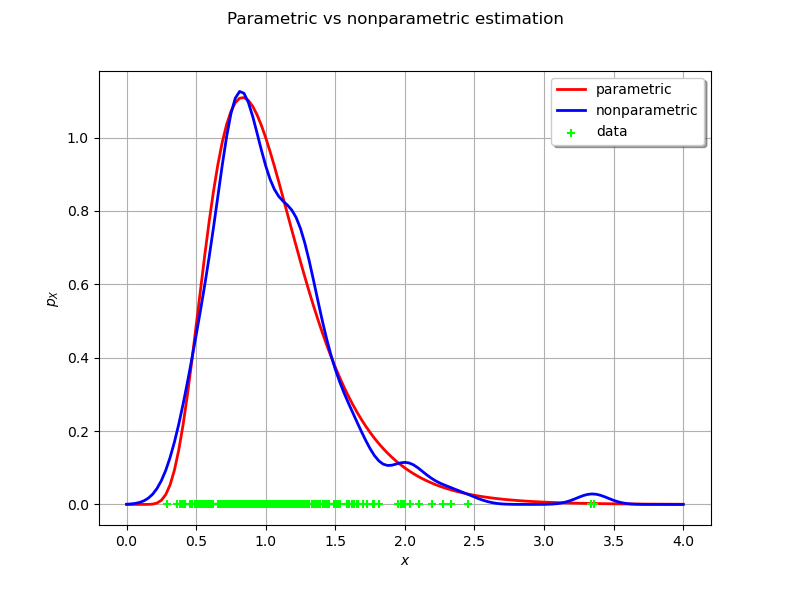 Parametric vs nonparametric estimation
parametric
nonparametric
data
1.0
0.8
0.6
0.4
0.2
0.0
p_X
0.0 0.5 1.0 1.5 2.0 2.5 3.0 3.5 4.0
x